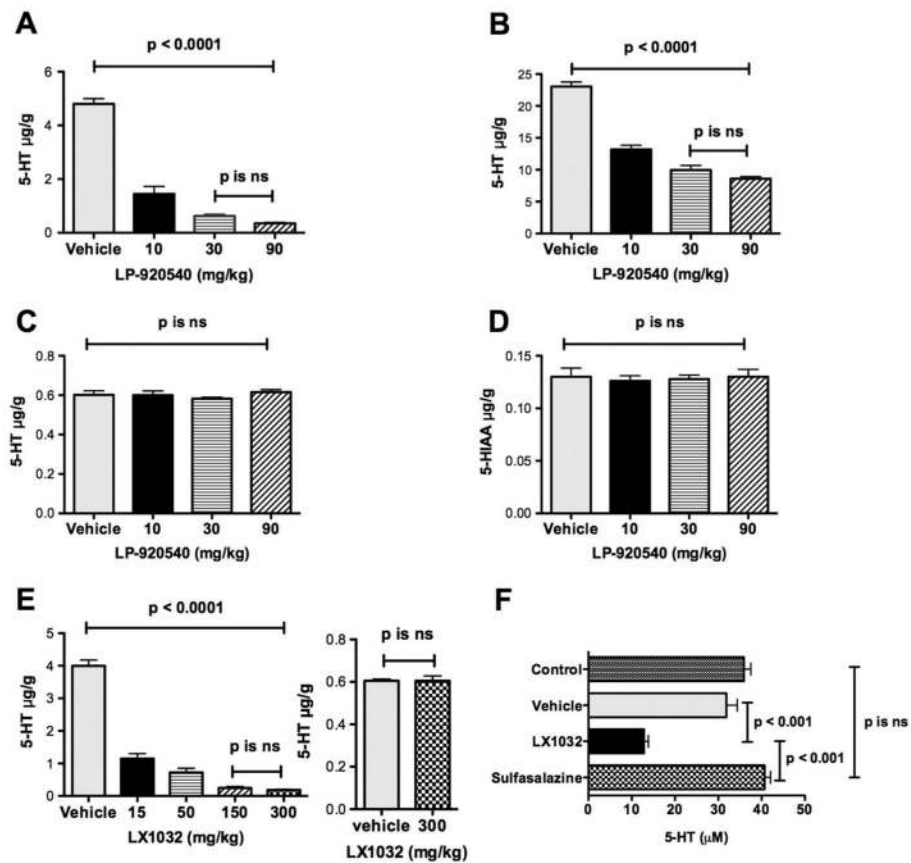 A
p < 0.0001
6
4
2
0
5-HT µg/g
p is ns
Vehicle 10 30 90
LP-920540 (mg/kg)
B
p < 0.0001
25
20
15
10
5
0
5-HT µg/g
p is ns
Vehicle 10 30 90
LP-920540 (mg/kg)
C
p is ns
0.8
0.6
0.4
0.2
0.0
5-HT µg/g
Vehicle 10 30 90
LP-920540 (mg/kg)
D
p is ns
0.15
0.10
0.05
0.00
5-HIAA µg/g
Vehicle 10 30 90
LP-920540 (mg/kg)
E
p < 0.0001
5
4
3
2
1
0
5-HT µg/g
p is ns
Vehicle 15 50 150 300
LX1032 (mg/kg)
0.8
0.6
0.4
0.2
0.0
5-HT µg/g
p is ns
vehicle 300
LX1032 (mg/kg)
F
Control
Vehicle
LX1032
Sulfasalazine
p < 0.001
p < 0.001
p is ns
0 10 20 30 40 50
5-HT (µM)